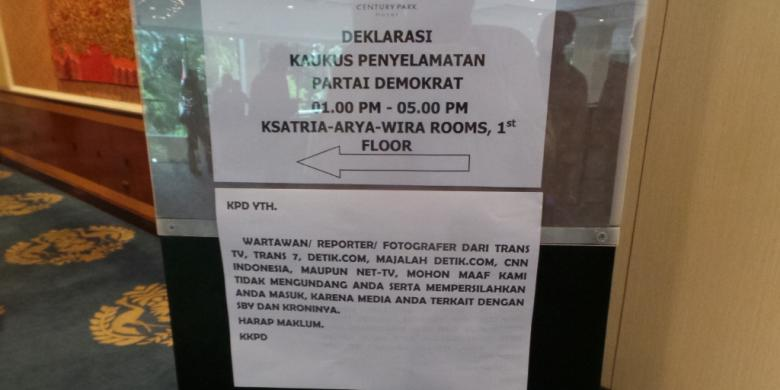 CENTURY PARK
HOTEL
DEKLARASI
KAUKUS PENYELAMATAN
PARTAI DEMOKRAT
01.00 PM - 05.00 PM
KSATRIA-ARYA-WIRA ROOMS, 1st
FLOOR
KPD YTH.
WARTAWAN/ REPORTER/ FOTOGRAFER DARI TRANS
TV, TRANS 7, DETIK.COM, MAJALAH DETIK.COM, CNN
INDONESIA, MAUPUN NET-TV, MOHON MAAF KAMI
TIDAK MENGUNDANG ANDA SERTA MEMPERSILAHKAN
ANDA MASUK, KARENA MEDIA ANDA TERKAIT DENGAN
SBY DAN KRONINYA.
HARAP MAKLUM.
KKPD